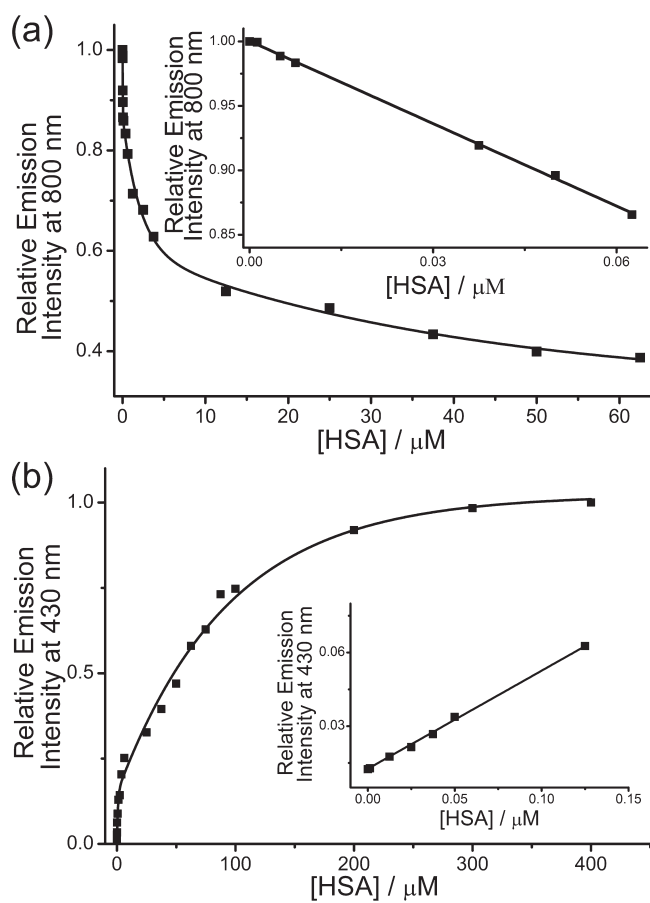 (a)
1.0
0.8
0.6
0.4
Relative Emission
Intensity at 800 nm
0 10 20 30 40 50 60
[HSA] / μM
1.00
0.95
0.90
0.85
Relative Emission
Intensity at 800 nm
0.00 0.03 0.06
[HSA] / μM
(b)
1.0
0.5
0.0
Relative Emission
Intensity at 430 nm
0 100 200 300 400
[HSA] / μM
0.06
0.03
Relative Emission
Intensity at 430 nm
0.00 0.05 0.10 0.15
[HSA] / μM